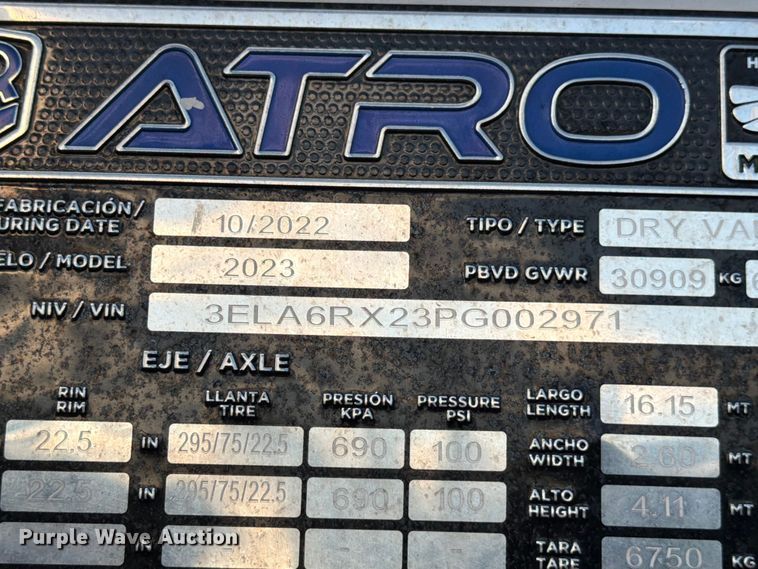 ATRO
FABRICACIÓN / 10/2022 TIPO / TYPE DRY VA
URING DATE
ELO / MODEL 2023 PBVD GVWR 30909 KG
NIV / VIN 3ELA6RX23PG002971
EJE / AXLE
RIN LLANTA PRESIÓN PRESSURE LARGO 16.15 MT
RIM TIRE KPA PSI LENGTH
22.5 IN 295/75/22.5 690 100 ANCHO 2.60 MT
WIDTH
22.5 IN 295/75/22.5 690 100 ALTO 4.11 MT
HEIGHT
IN - - - TARA 6750 KG
TARE
Purple Wave Auction